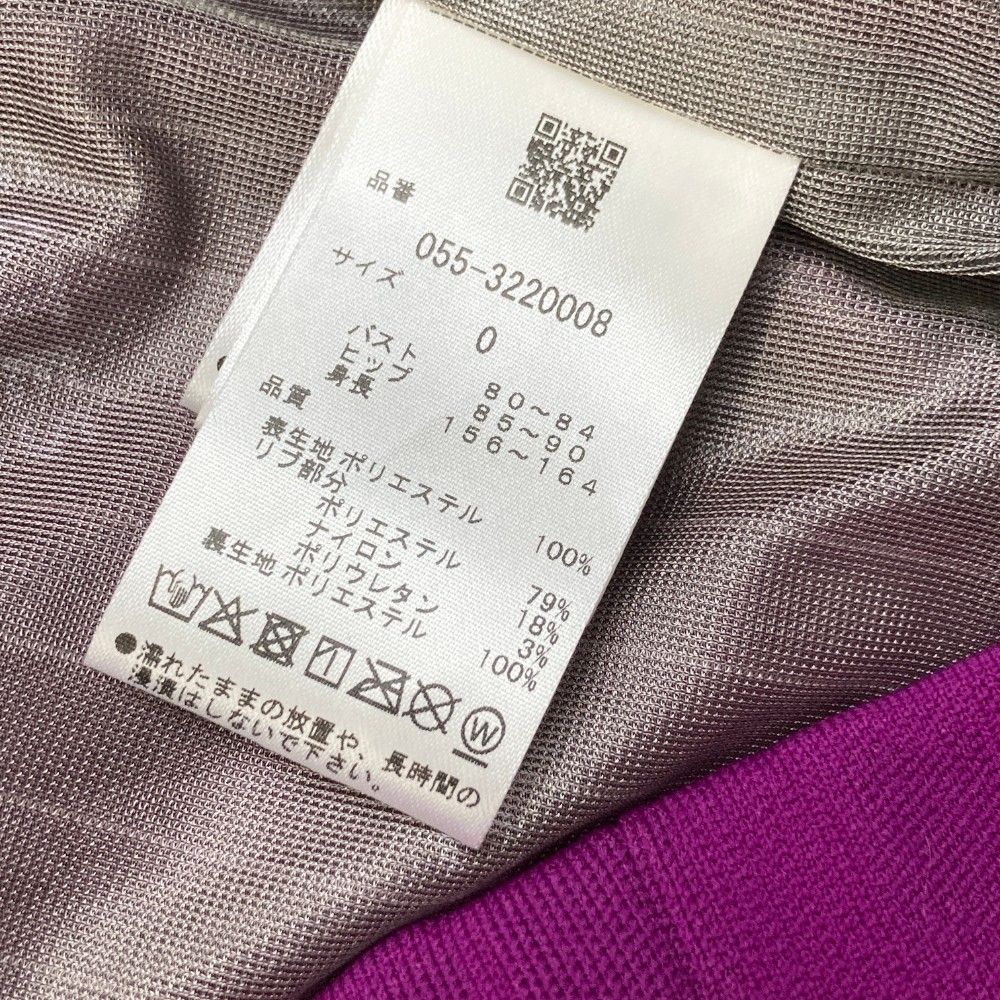 品番
055-3220008
サイズ
0
バスト 80〜84
ヒップ 85〜90
身長 156〜164
品質
表生地 ポリエステル 100%
リブ部分
ポリエステル 79%
ナイロン 18%
ポリウレタン 3%
裏生地 ポリエステル 100%
W
●濡れたままの放置や、長時間の
浸漬はしないで下さい。